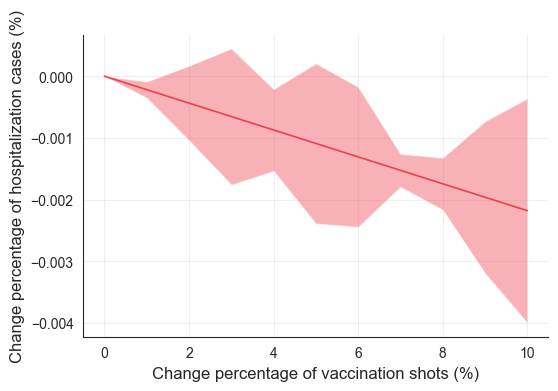 Change percentage of hospitalization cases (%)
0.000
−0.001
−0.002
−0.003
−0.004
0 2 4 6 8 10
Change percentage of vaccination shots (%)